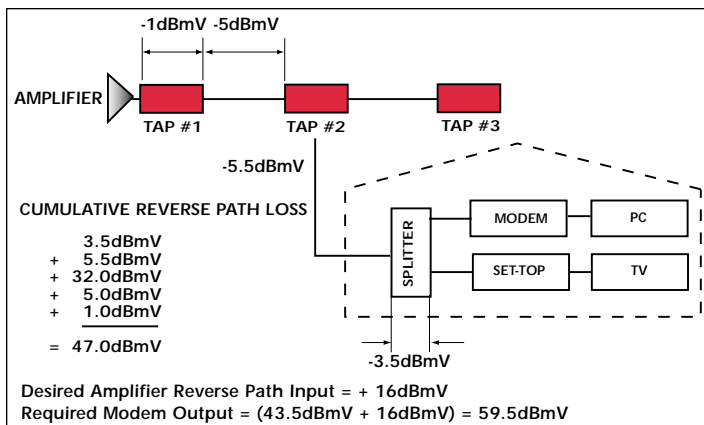 -1dBmV
-5dBmV
AMPLIFIER
TAP #1
TAP #2
TAP #3
-5.5dBmV
CUMULATIVE REVERSE PATH LOSS
3.5dBmV
+ 5.5dBmV
+ 32.0dBmV
+ 5.0dBmV
+ 1.0dBmV
= 47.0dBmV
SPLITTER
MODEM
PC
SET-TOP
TV
-3.5dBmV
Desired Amplifier Reverse Path Input = + 16dBmV
Required Modem Output = (43.5dBmV + 16dBmV) = 59.5dBmV